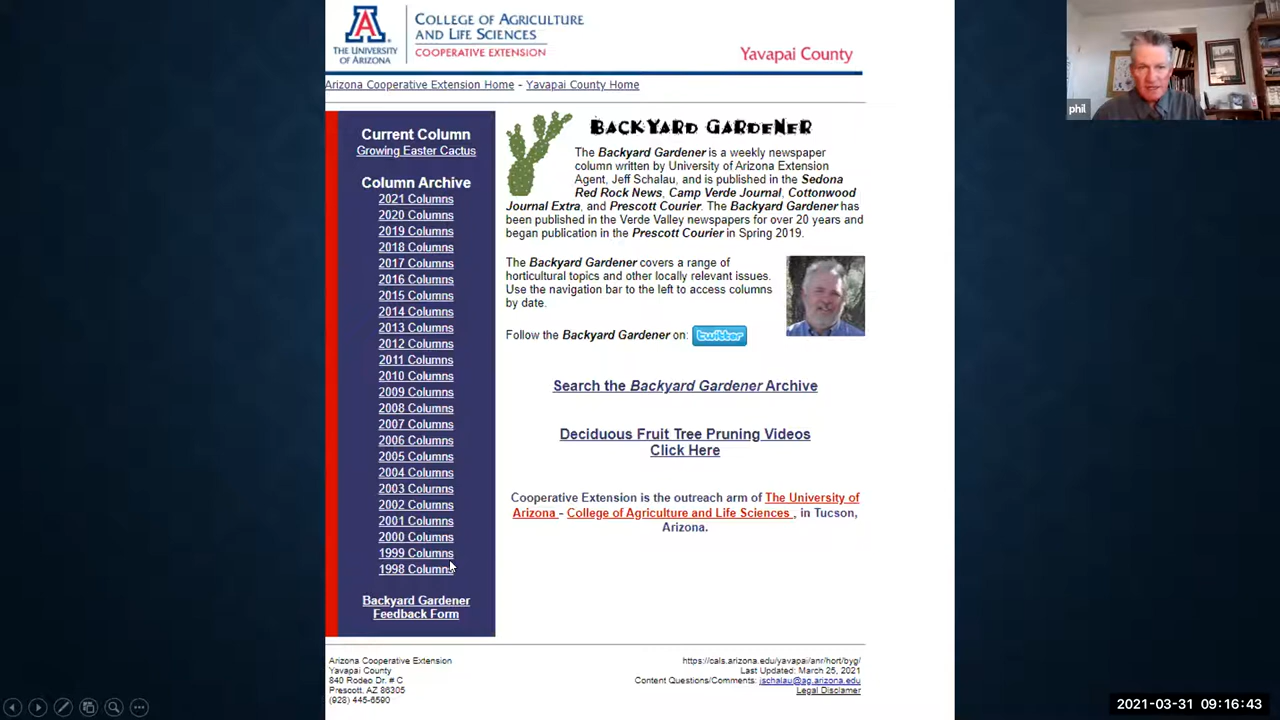 COLLEGE OF AGRICULTURE
AND LIFE SCIENCES
COOPERATIVE EXTENSION
THE UNIVERSITY
OF ARIZONA
Yavapai County
Arizona Cooperative Extension Home - Yavapai County Home
Current Column
Growing Easter Cactus
Column Archive
2021 Columns
2020 Columns
2019 Columns
2018 Columns
2017 Columns
2016 Columns
2015 Columns
2014 Columns
2013 Columns
2012 Columns
2011 Columns
2010 Columns
2009 Columns
2008 Columns
2007 Columns
2006 Columns
2005 Columns
2004 Columns
2003 Columns
2002 Columns
2001 Columns
2000 Columns
1999 Columns
1998 Columns
Backyard Gardener
Feedback Form
BACKYARD GARDENER
The Backyard Gardener is a weekly newspaper
column written by University of Arizona Extension
Agent, Jeff Schalau, and is published in the Sedona
Red Rock News, Camp Verde Journal, Cottonwood
Journal Extra, and Prescott Courier. The Backyard Gardener has
been published in the Verde Valley newspapers for over 20 years and
began publication in the Prescott Courier in Spring 2019.
The Backyard Gardener covers a range of
horticultural topics and other locally relevant issues.
Use the navigation bar to the left to access columns
by date.
Follow the Backyard Gardener on: twitter
Search the Backyard Gardener Archive
Deciduous Fruit Tree Pruning Videos
Click Here
Cooperative Extension is the outreach arm of The University of
Arizona - College of Agriculture and Life Sciences , in Tucson,
Arizona.
Arizona Cooperative Extension
Yavapai County
840 Rodeo Dr. # C
Prescott, AZ 86305
(928) 445-6590
https://cals.arizona.edu/yavapai/anr/hort/byg/
Last Updated: March 25, 2021
Content Questions/Comments: jschalau@ag.arizona.edu
Legal Disclamer
phil
2021-03-31 09:16:43